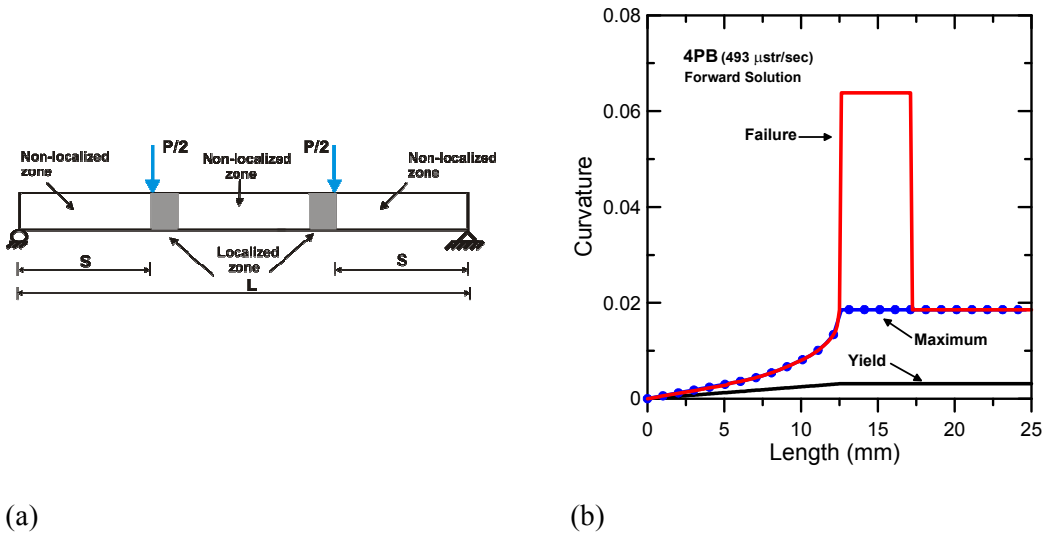 P/2
P/2
Non-localized
zone
Non-localized
zone
Non-localized
zone
Localized
zone
S
S
L
(a)
0.08
0.06
0.04
0.02
0
Curvature
4PB (493 μstr/sec)
Forward Solution
Failure
Maximum
Yield
0
5
10
15
20
25
Length (mm)
(b)